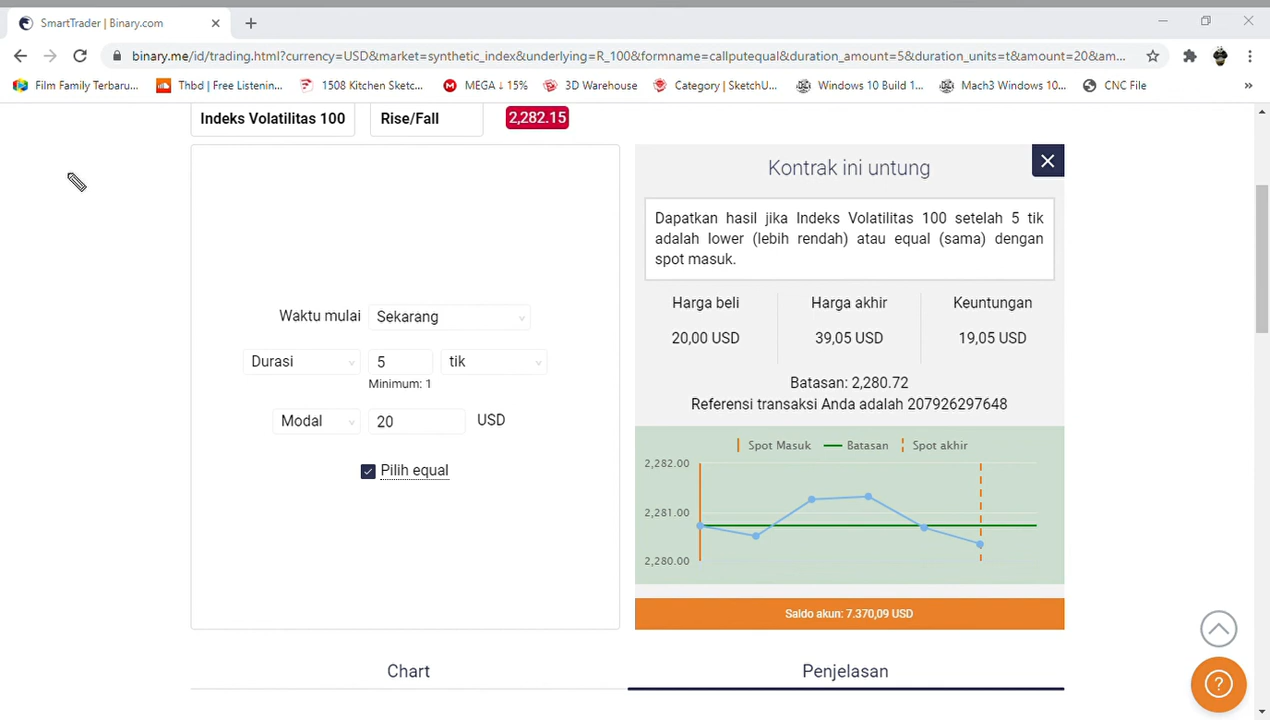 SmartTrader | Binary.com
binary.me/id/trading.html?currency=USD&market=synthetic_index&underlying=R_100&formname=callputequal&duration_amount=5&duration_units=t&amount=20&am...
Film Family Terbaru...
Thbd | Free Listenin...
1508 Kitchen Sketc...
MEGA ↓ 15%
3D Warehouse
Category | SketchU...
Windows 10 Build 1...
Mach3 Windows 10...
CNC File
»
Indeks Volatilitas 100
Rise/Fall
2,282.15
Waktu mulai Sekarang
Durasi 5 tik
Minimum: 1
Modal 20 USD
Pilih equal
Kontrak ini untung
Dapatkan hasil jika Indeks Volatilitas 100 setelah 5 tik
adalah lower (lebih rendah) atau equal (sama) dengan
spot masuk.
Harga beli Harga akhir Keuntungan
20,00 USD 39,05 USD 19,05 USD
Batasan: 2,280.72
Referensi transaksi Anda adalah 207926297648
Spot Masuk Batasan Spot akhir
2,282.00
2,281.00
2,280.00
Saldo akun: 7.370,09 USD
Chart
Penjelasan
?